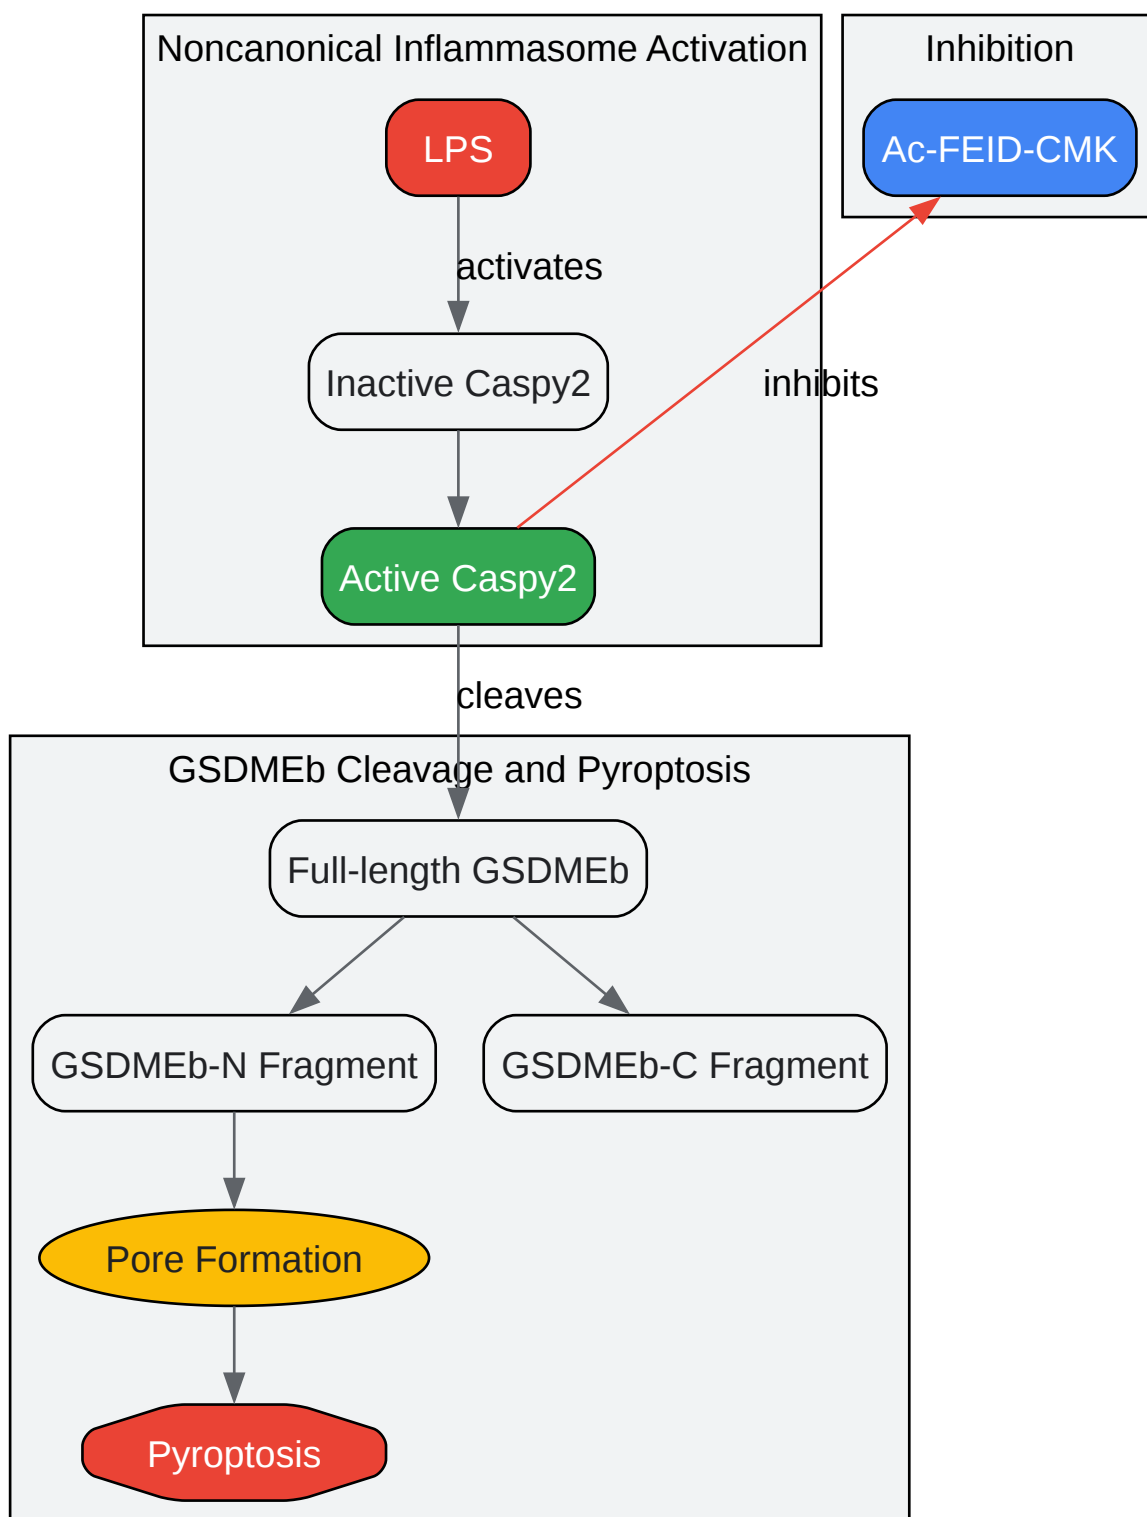 Noncanonical Inflammasome Activation
Inhibition
LPS
Ac-FEID-CMK
activates
Inactive Caspy2
inhibits
Active Caspy2
cleaves
GSDMEb Cleavage and Pyroptosis
Full-length GSDMEb
GSDMEb-N Fragment
GSDMEb-C Fragment
Pore Formation
Pyroptosis